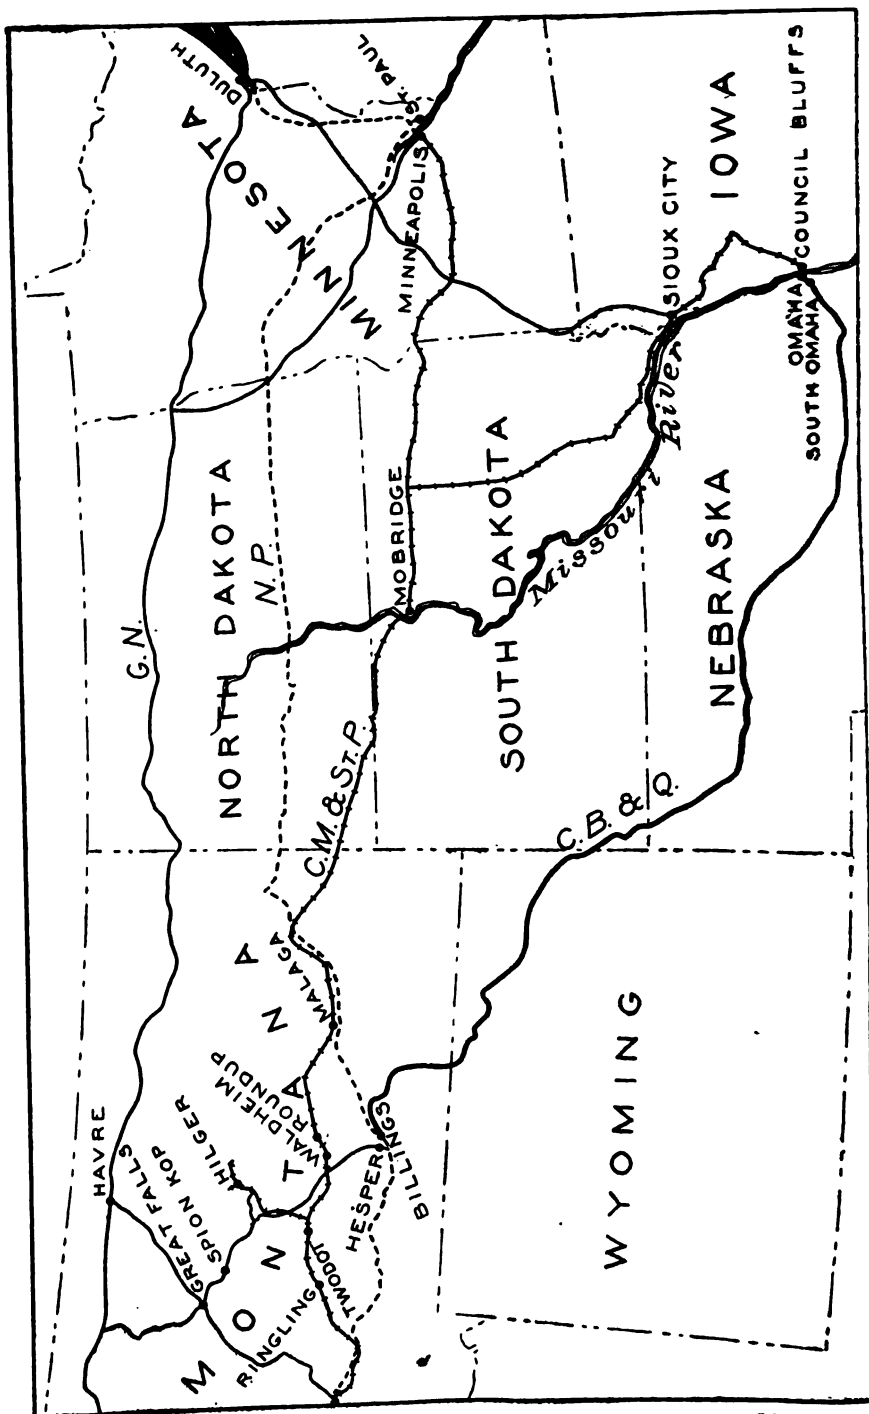 DULUTH
ST. PAUL
MINNESOTA
MINNEAPOLIS
IOWA
SIOUX CITY
COUNCIL BLUFFS
OMAHA
SOUTH OMAHA
Missouri River
NORTH DAKOTA
N.P.
G.N.
MOBRIDGE
SOUTH DAKOTA
NEBRASKA
C.M. & ST. P.
C. B. & Q.
MONTANA
MALAGA
WALDHEIM
ROUNDUP
HAVRE
HILGER
GREAT FALLS
SPION KOP
RINGLING
TWODOT
HESPER
BILLINGS
WYOMING